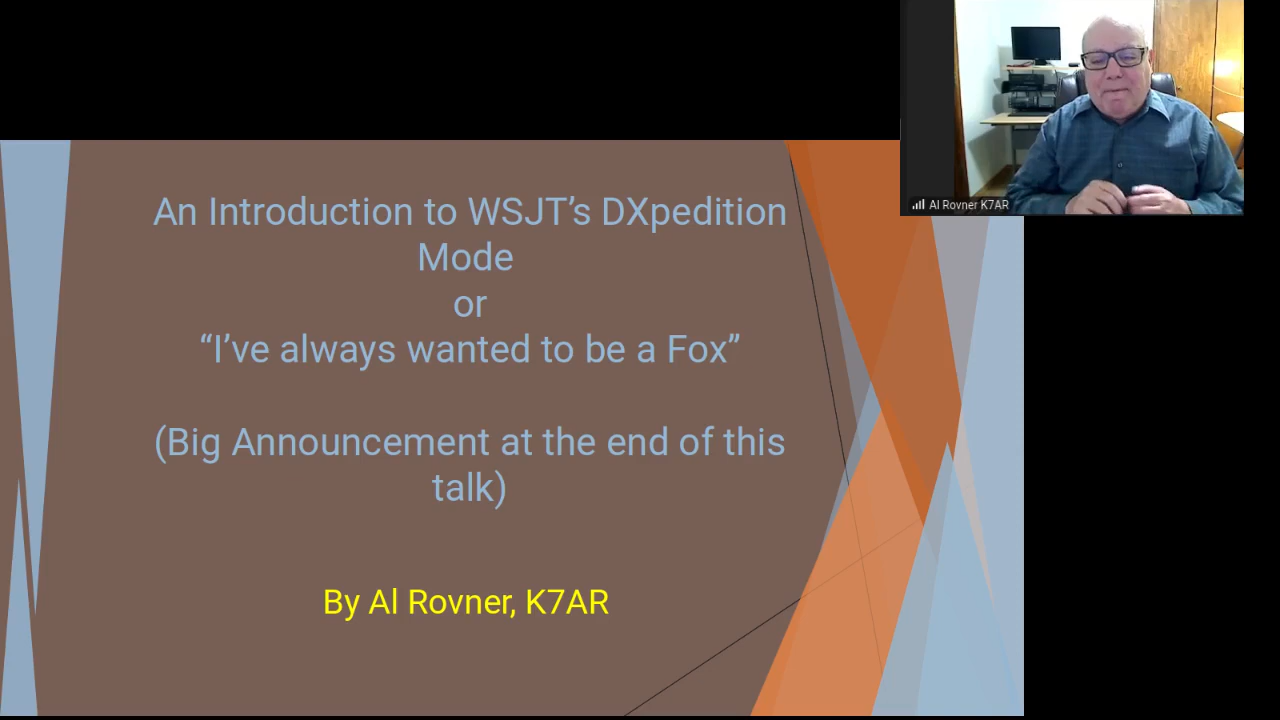 An Introduction to WSJT’s DXpedition
Mode
or
“I’ve always wanted to be a Fox”
(Big Announcement at the end of this
talk)
By Al Rovner, K7AR
Al Rovner K7AR